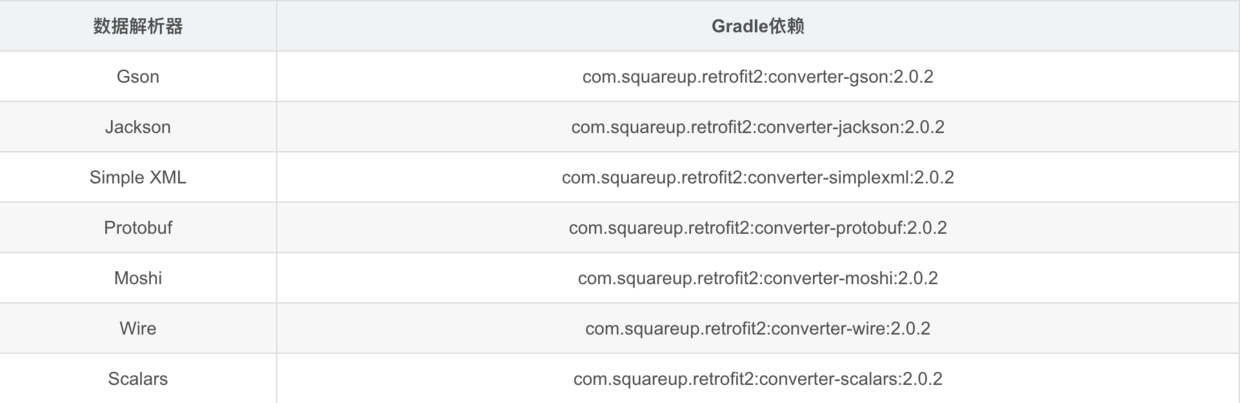 数据解析器 Gradle依赖
Gson com.squareup.retrofit2:converter-gson:2.0.2
Jackson com.squareup.retrofit2:converter-jackson:2.0.2
Simple XML com.squareup.retrofit2:converter-simplexml:2.0.2
Protobuf com.squareup.retrofit2:converter-protobuf:2.0.2
Moshi com.squareup.retrofit2:converter-moshi:2.0.2
Wire com.squareup.retrofit2:converter-wire:2.0.2
Scalars com.squareup.retrofit2:converter-scalars:2.0.2